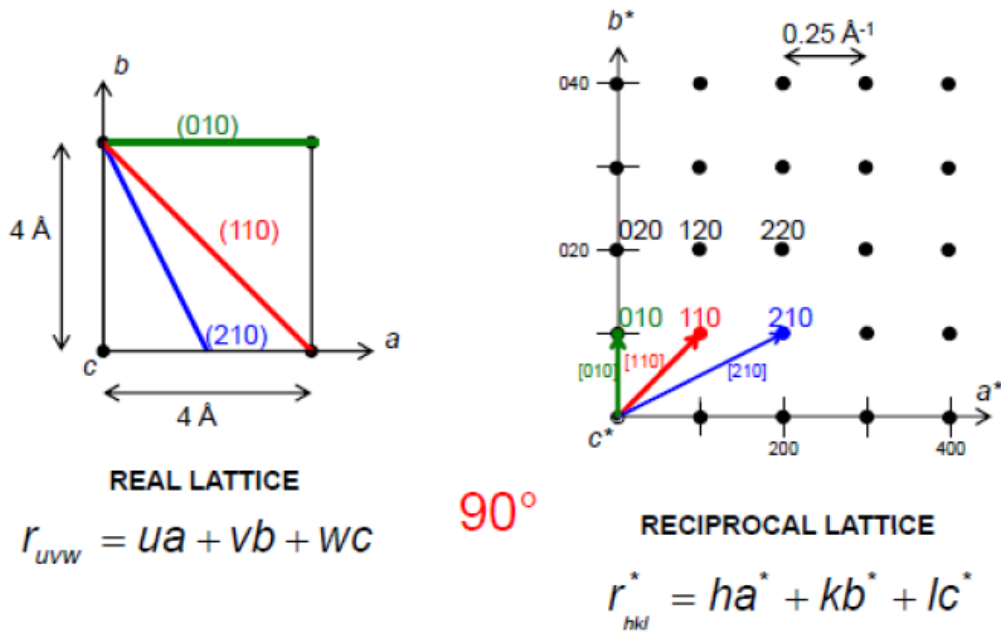 b
(010)
4 Å
(110)
(210)
a
c
4 Å
REAL LATTICE
r_uvw = ua + vb + wc
90°
b*
0.25 Å-1
040
020
020 120 220
010 110 210
[010] [110] [210]
a*
c*
200 400
RECIPROCAL LATTICE
r*_hkl = ha* + kb* + lc*